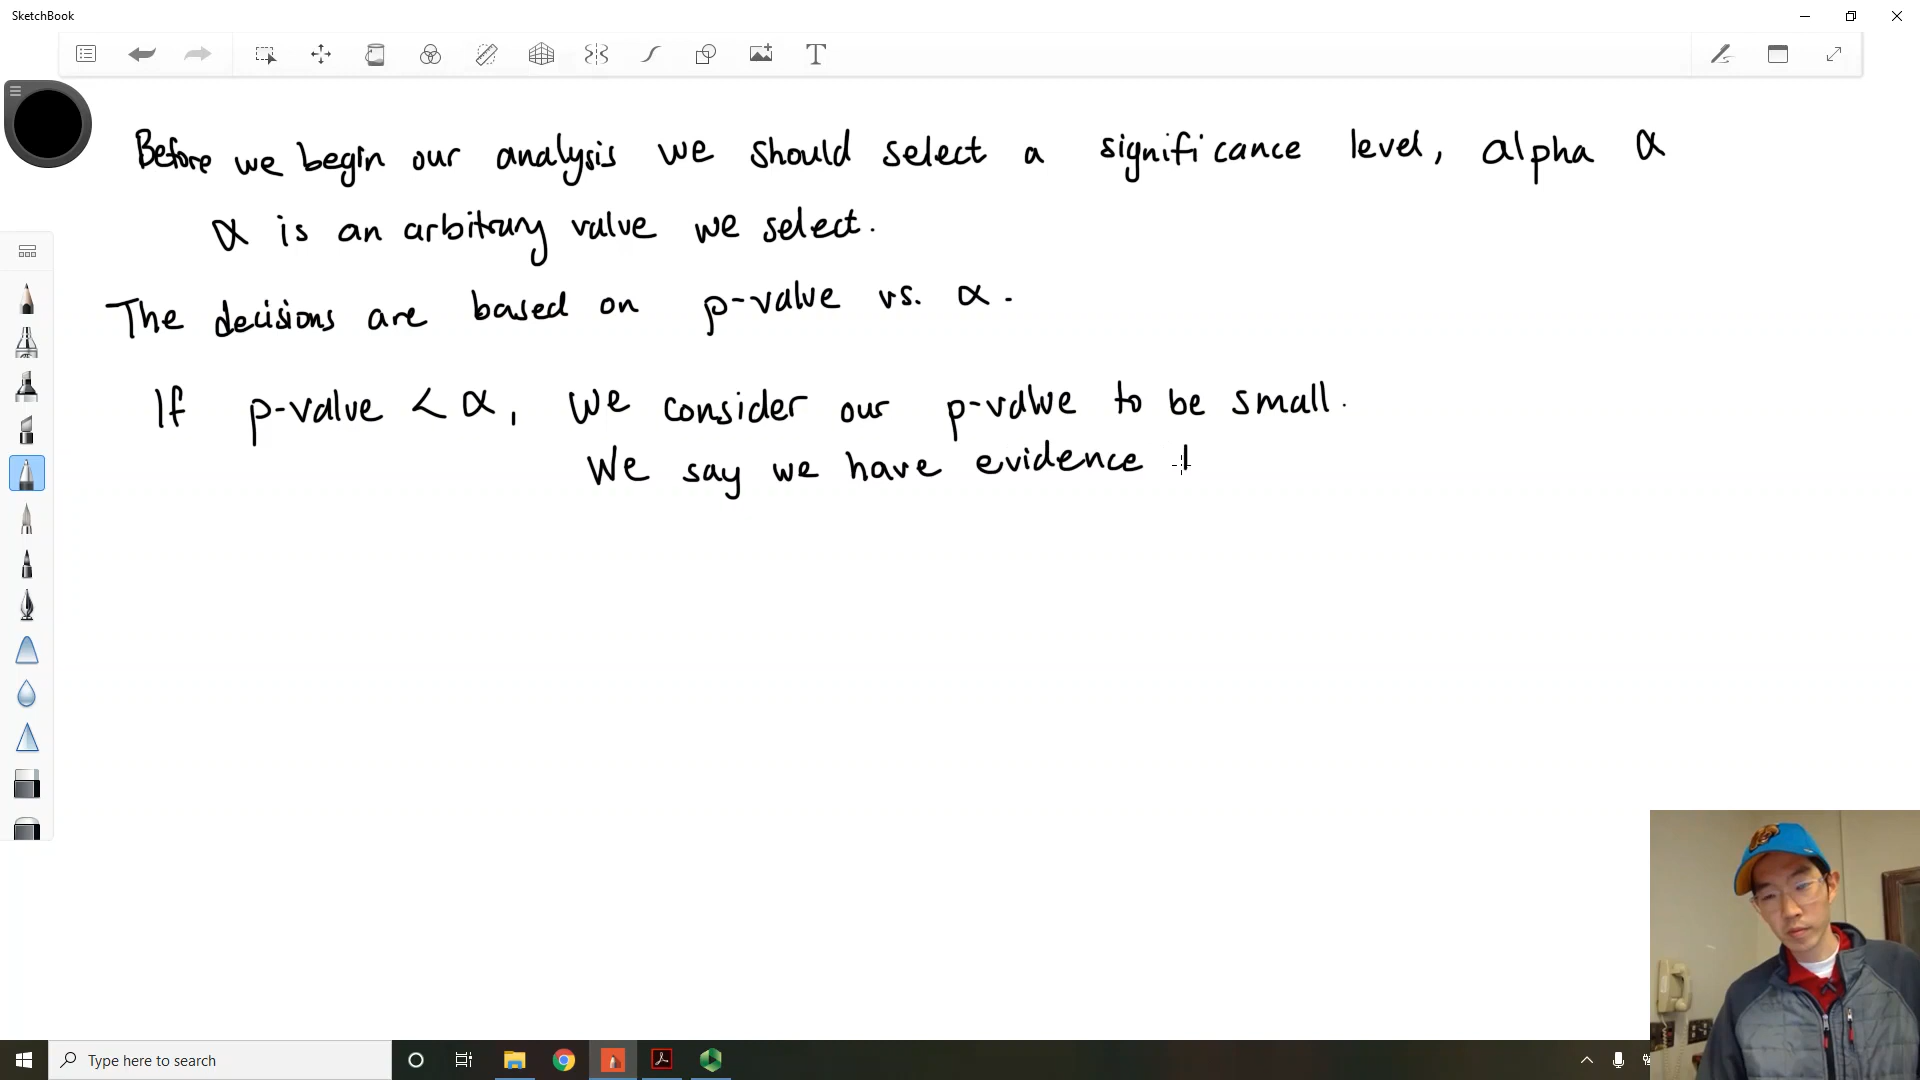 SketchBook
Before we begin our analysis we should select a significance level, alpha α
α is an arbitrary value we select.
The decisions are based on p-value vs. α.
If p-value < α, we consider our p-value to be small.
We say we have evidence t
Type here to search